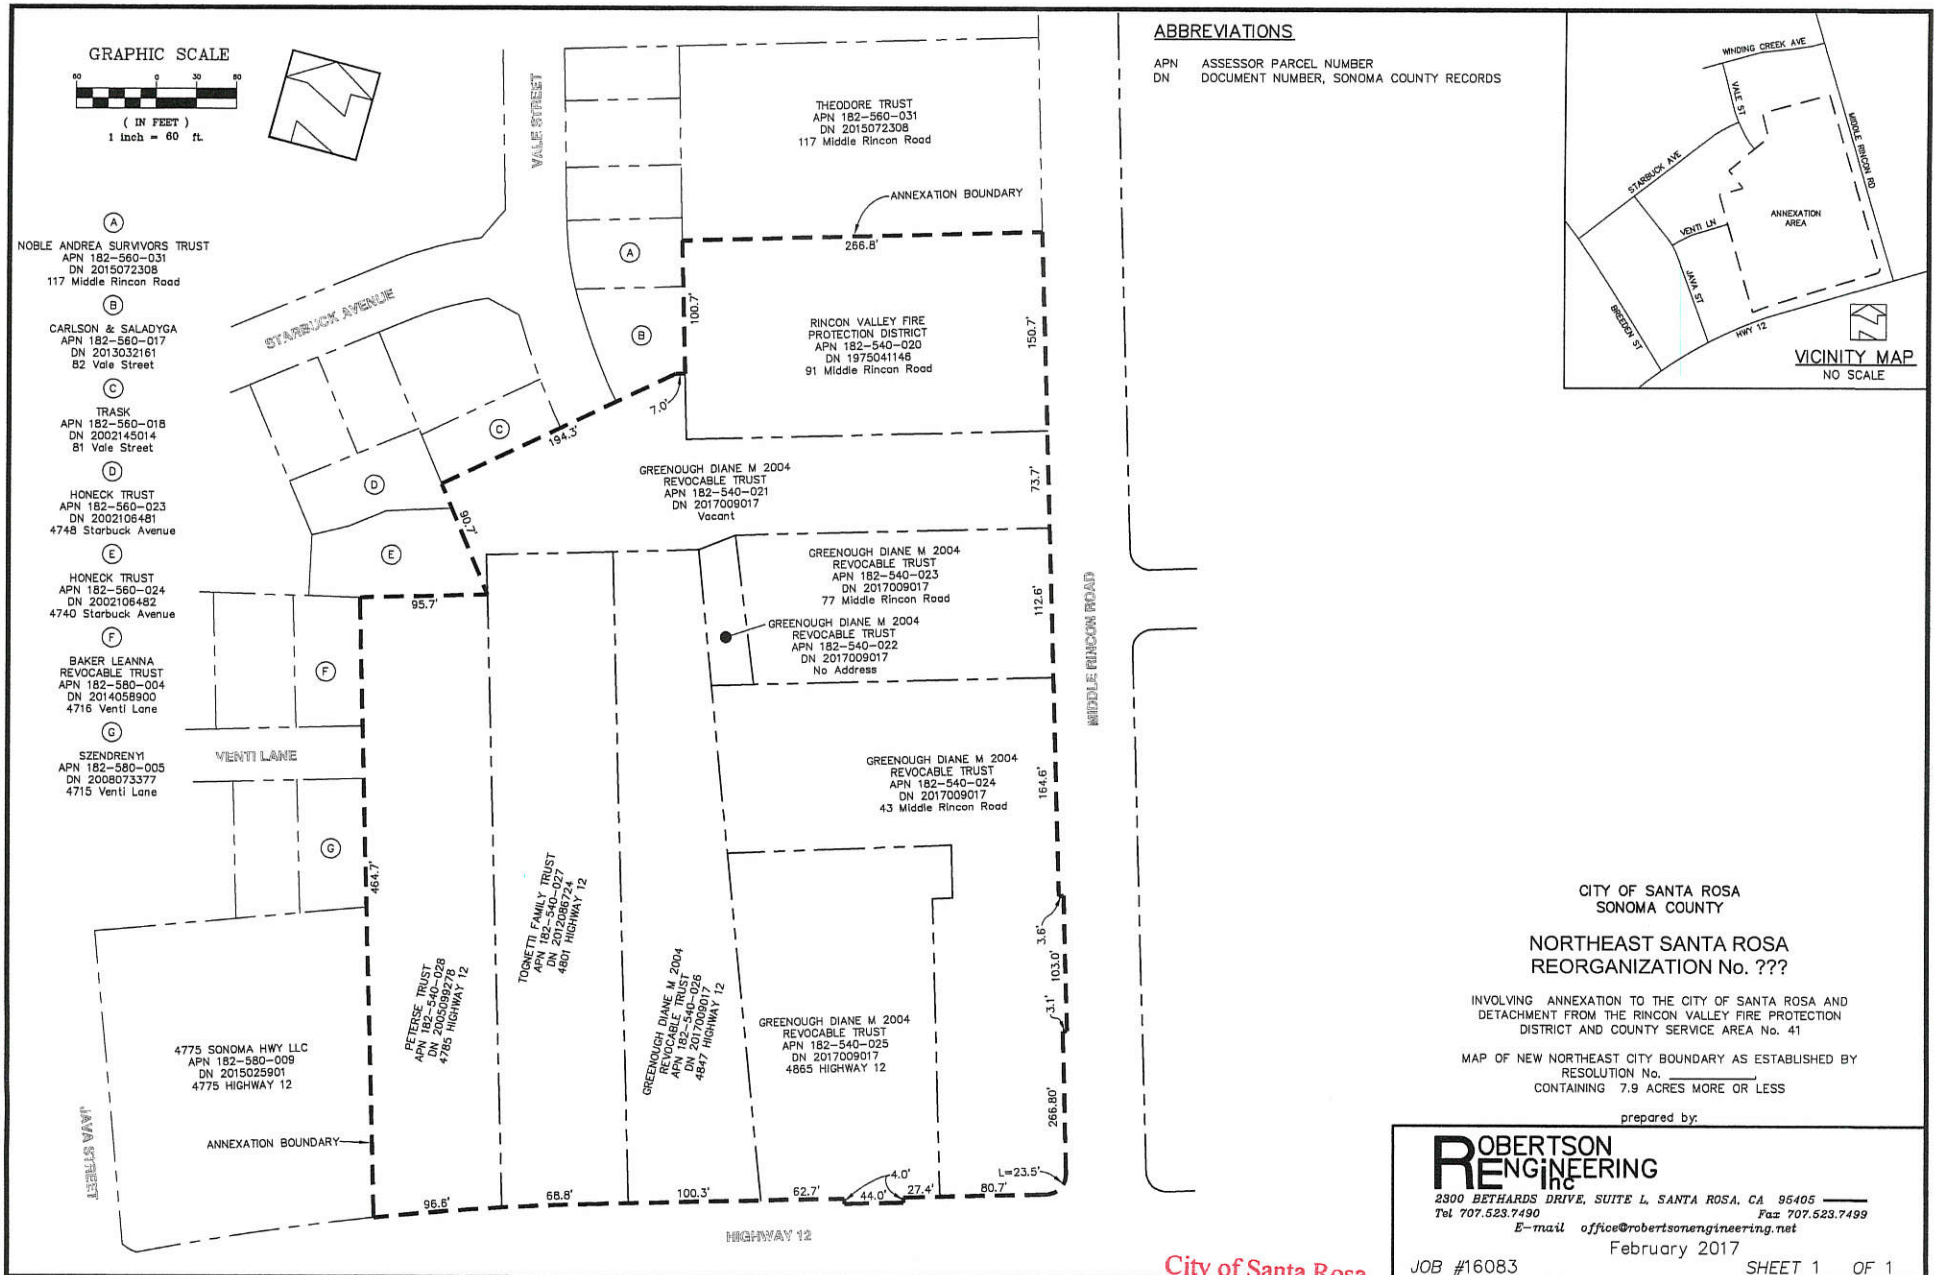 GRAPHIC SCALE
60 0 30 60
( IN FEET )
1 inch = 60 ft.
A
NOBLE ANDREA SURVIVORS TRUST
APN 182-560-031
DN 2015072308
117 Middle Rincon Road
B
CARLSON & SALADYGA
APN 182-560-017
DN 2013032161
82 Vale Street
C
TRASK
APN 182-560-018
DN 2002145014
81 Vale Street
D
HONECK TRUST
APN 182-560-023
DN 2002106481
4748 Starbuck Avenue
E
HONECK TRUST
APN 182-560-024
DN 2002106482
4740 Starbuck Avenue
F
BAKER LEANNA
REVOCABLE TRUST
APN 182-580-004
DN 2014058900
4716 Venti Lane
G
SZENDRENYI
APN 182-580-005
DN 2008073377
4715 Venti Lane
VALE STREET
STARBUCK AVENUE
VENTI LANE
JAVA STREET
HIGHWAY 12
MIDDLE RINCON ROAD
THEODORE TRUST
APN 182-560-031
DN 2015072308
117 Middle Rincon Road
ANNEXATION BOUNDARY
266.8'
A
B
C
D
E
F
G
100.7'
150.7'
7.0'
194.3'
90.7'
95.7'
73.7'
112.6'
164.6'
464.7'
RINCON VALLEY FIRE
PROTECTION DISTRICT
APN 182-540-020
DN 1975041146
91 Middle Rincon Road
GREENOUGH DIANE M 2004
REVOCABLE TRUST
APN 182-540-021
DN 2017009017
Vacant
GREENOUGH DIANE M 2004
REVOCABLE TRUST
APN 182-540-023
DN 2017009017
77 Middle Rincon Road
GREENOUGH DIANE M 2004
REVOCABLE TRUST
APN 182-540-022
DN 2017009017
No Address
GREENOUGH DIANE M 2004
REVOCABLE TRUST
APN 182-540-024
DN 2017009017
43 Middle Rincon Road
PETERSE TRUST
APN 182-540-028
DN 2005099278
4785 HIGHWAY 12
TOGNETTI FAMILY TRUST
APN 182-540-027
DN 2012086724
4801 HIGHWAY 12
GREENOUGH DIANE M 2004
REVOCABLE TRUST
APN 182-540-026
DN 2017009017
4847 HIGHWAY 12
GREENOUGH DIANE M 2004
REVOCABLE TRUST
APN 182-540-025
DN 2017009017
4865 HIGHWAY 12
4775 SONOMA HWY LLC
APN 182-580-009
DN 2015025901
4775 HIGHWAY 12
ANNEXATION BOUNDARY
3.6'
103.0'
3.1'
266.80'
L=23.5'
4.0'
96.6'
68.8'
100.3'
62.7'
44.0'
27.4'
80.7'
ABBREVIATIONS
APN ASSESSOR PARCEL NUMBER
DN DOCUMENT NUMBER, SONOMA COUNTY RECORDS
WINDING CREEK AVE
VALE ST
MIDDLE RINCON RD
STARBUCK AVE
VENTI LN
JAVA ST
BREEDEN ST
HWY 12
ANNEXATION
AREA
VICINITY MAP
NO SCALE
CITY OF SANTA ROSA
SONOMA COUNTY
NORTHEAST SANTA ROSA
REORGANIZATION No. ???
INVOLVING ANNEXATION TO THE CITY OF SANTA ROSA AND
DETACHMENT FROM THE RINCON VALLEY FIRE PROTECTION
DISTRICT AND COUNTY SERVICE AREA No. 41
MAP OF NEW NORTHEAST CITY BOUNDARY AS ESTABLISHED BY
RESOLUTION No.
CONTAINING 7.9 ACRES MORE OR LESS
prepared by:
ROBERTSON
ENGiNEERING
Inc
2300 BETHARDS DRIVE, SUITE L, SANTA ROSA, CA 95405
Tel 707.523.7490 Fax 707.523.7499
E-mail office@robertsonengineering.net
February 2017
JOB #16083 SHEET 1 OF 1
City of Santa Rosa